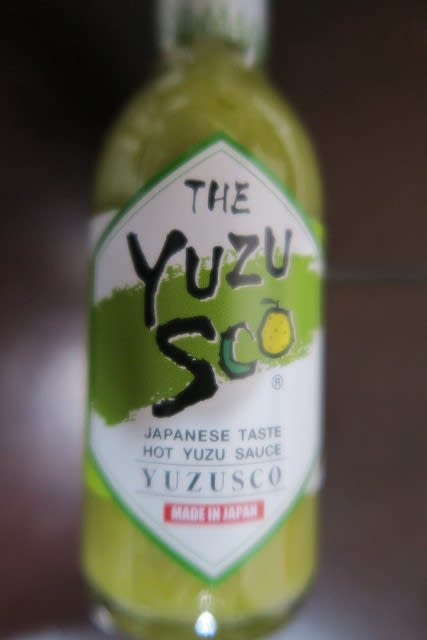 THE
YUZU
SCO
®
JAPANESE TASTE
HOT YUZU SAUCE
YUZUSCO
MADE IN JAPAN